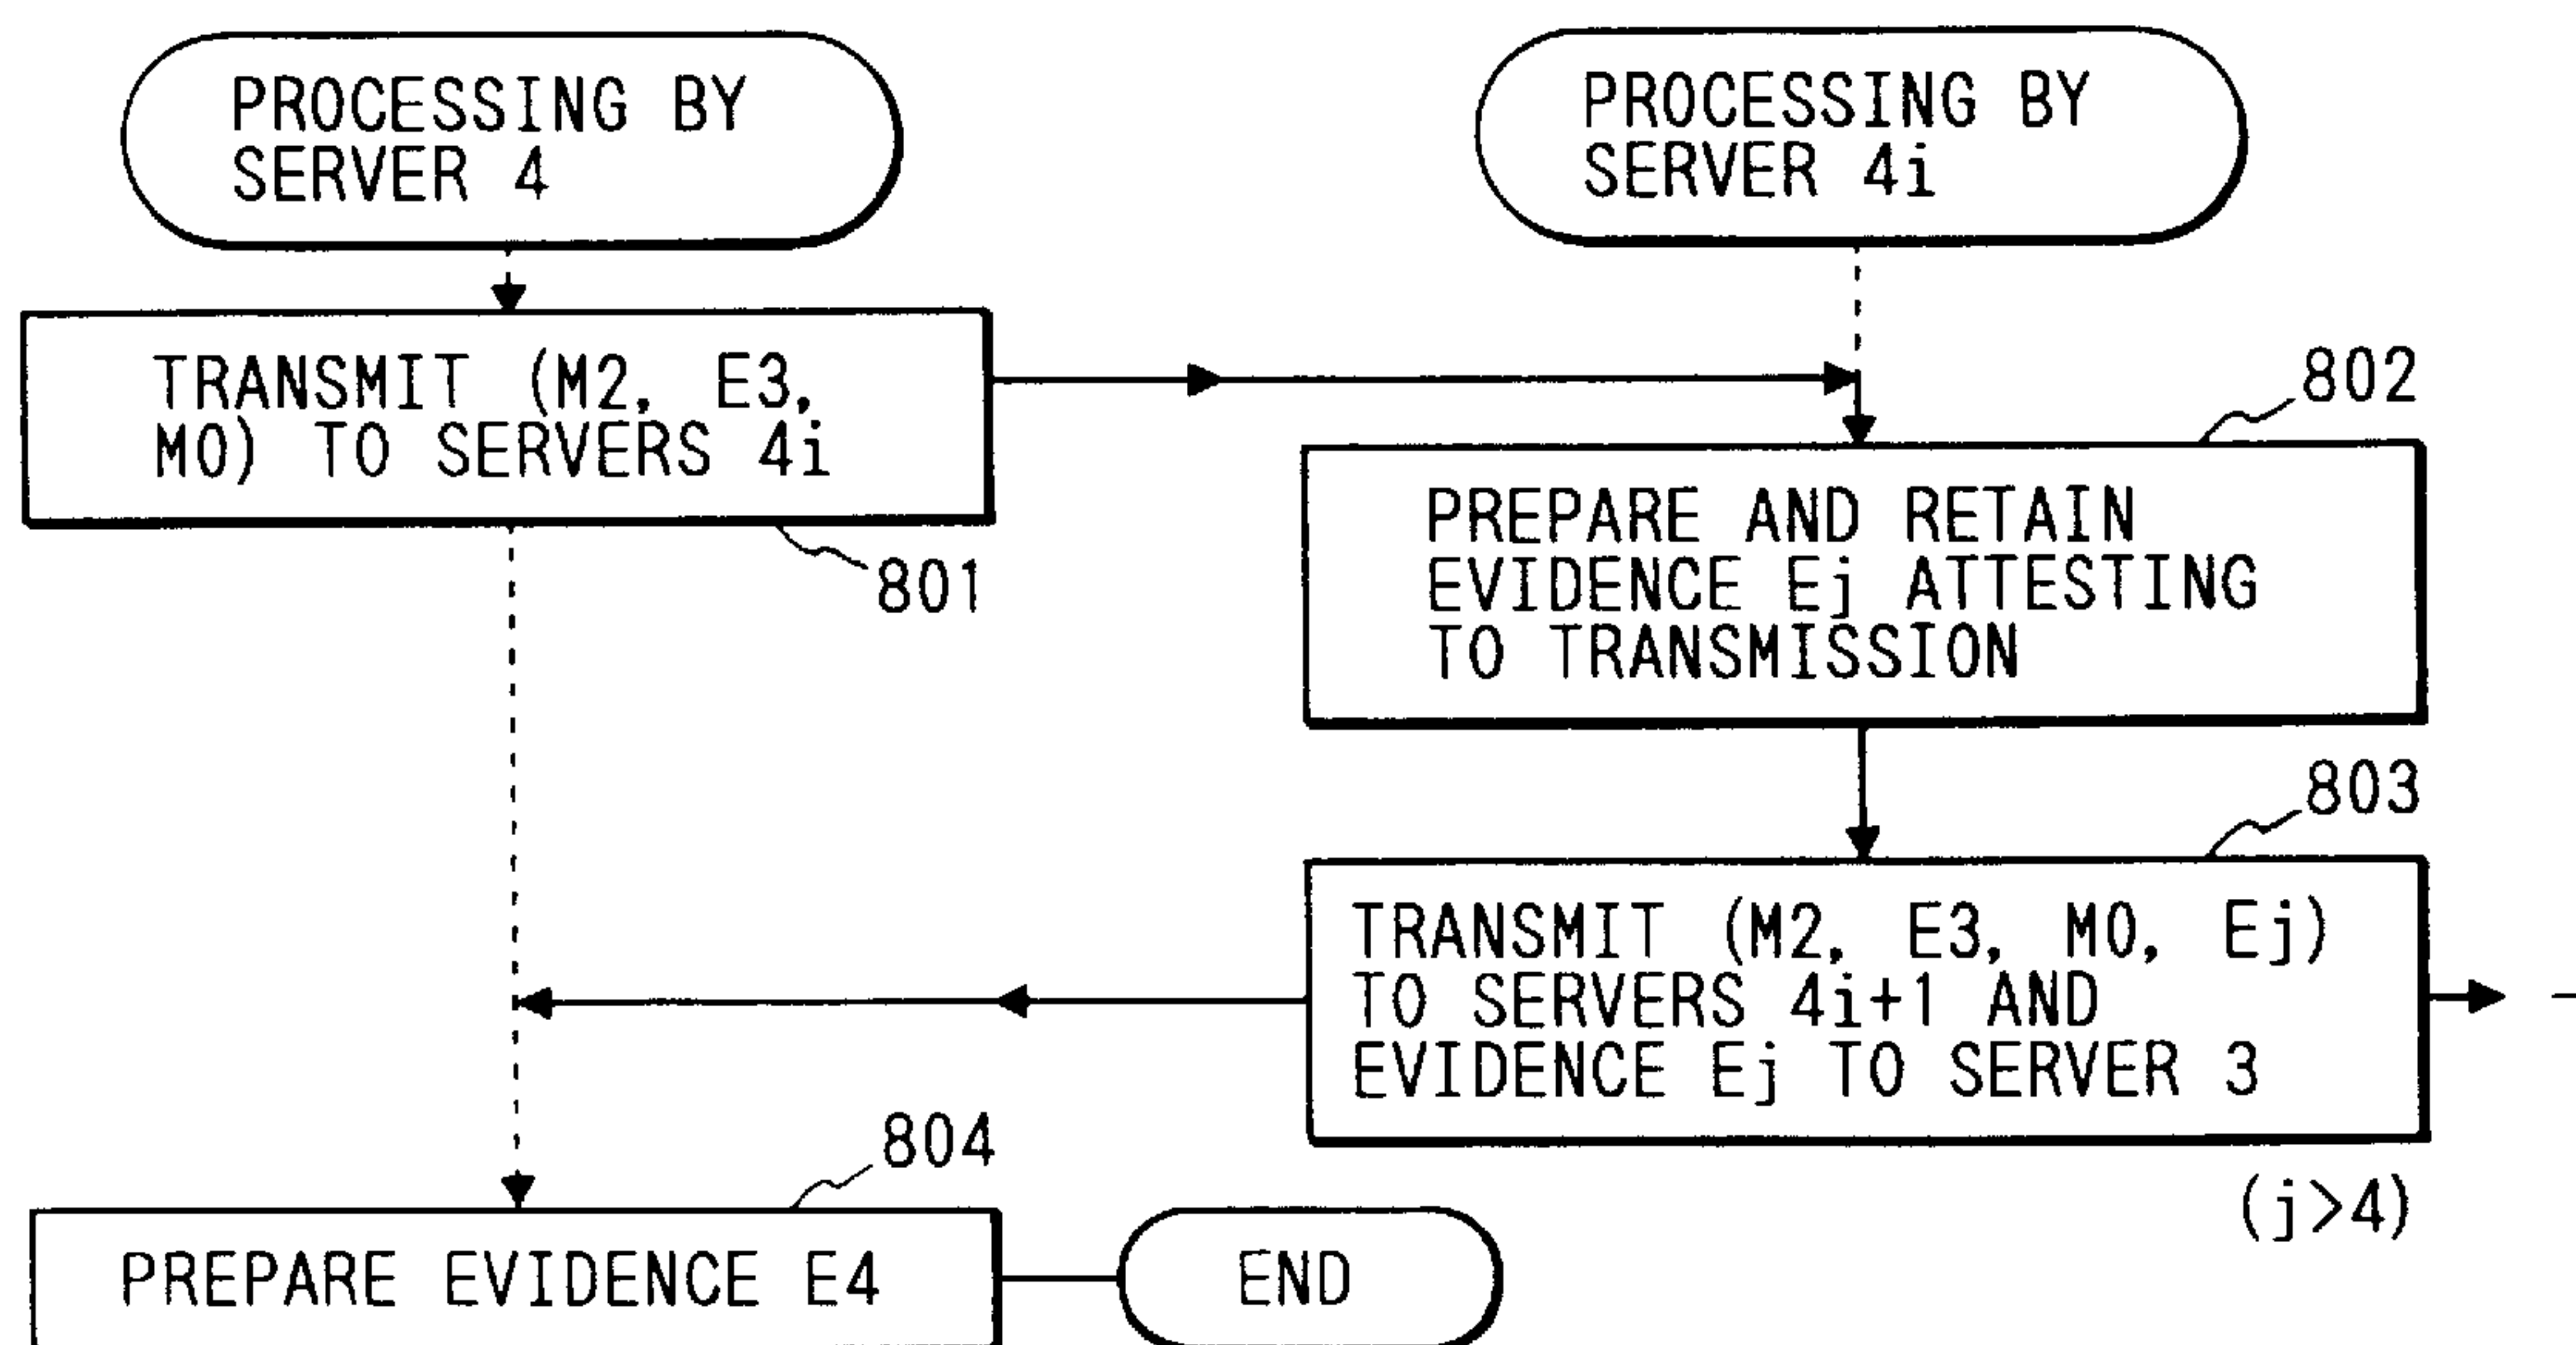 PROCESSING BY
SERVER 4
PROCESSING BY
SERVER 4i
TRANSMIT (M2, E3,
M0) TO SERVERS 4i
801
802
PREPARE AND RETAIN
EVIDENCE Ej ATTESTING
TO TRANSMISSION
803
TRANSMIT (M2, E3, M0, Ej)
TO SERVERS 4i+1 AND
EVIDENCE Ej TO SERVER 3
(j>4)
804
PREPARE EVIDENCE E4
END